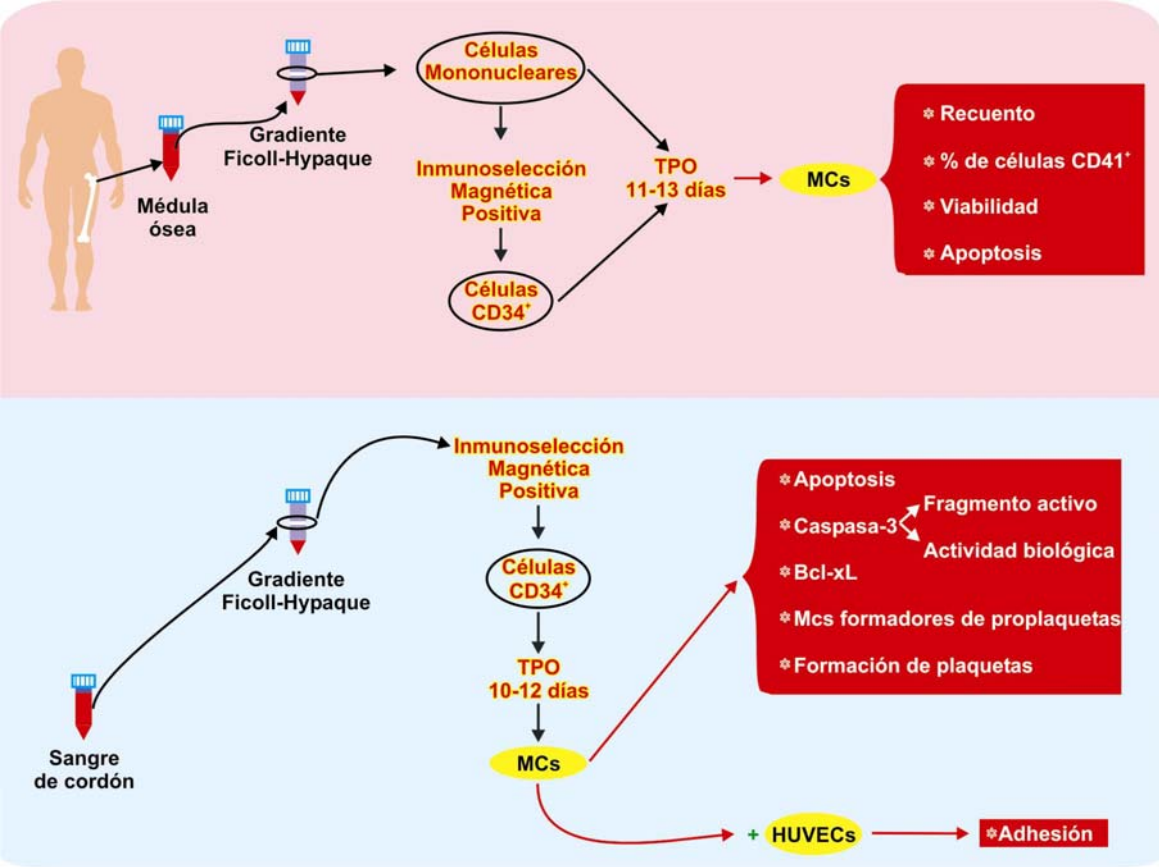 Células
Mononucleares
Gradiente
Ficoll-Hypaque
Médula
ósea
Inmunoselección
Magnética
Positiva
Células
CD34⁺
TPO
11-13 días
MCs
✡ Recuento
✡ % de células CD41⁺
✡ Viabilidad
✡ Apoptosis
Inmunoselección
Magnética
Positiva
Gradiente
Ficoll-Hypaque
Sangre
de cordón
Células
CD34⁺
TPO
10-12 días
MCs
✡ Apoptosis
✡ Caspasa-3
Fragmento activo
Actividad biológica
✡ Bcl-xL
✡ Mcs formadores de proplaquetas
✡ Formación de plaquetas
+ HUVECs
✡Adhesión